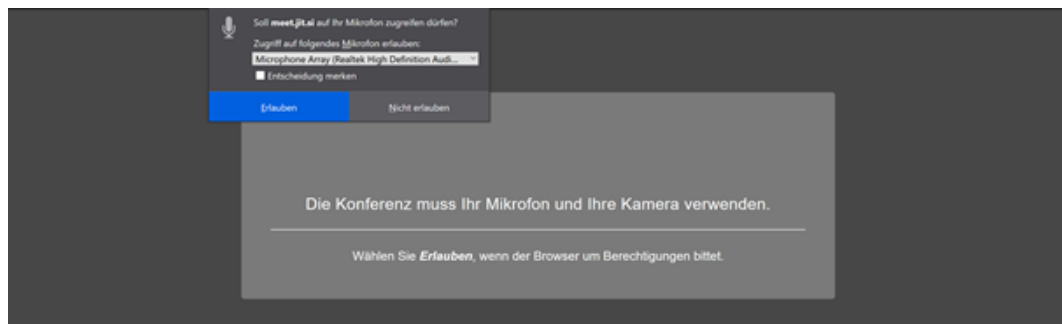 Soll meet.jit.si auf Ihr Mikrofon zugreifen dürfen?
Zugriff auf folgendes Mikrofon erlauben:
Microphone Array (Realtek High Definition Audi...
Entscheidung merken
Erlauben Nicht erlauben
Die Konferenz muss Ihr Mikrofon und Ihre Kamera verwenden.
Wählen Sie Erlauben, wenn der Browser um Berechtigungen bittet.